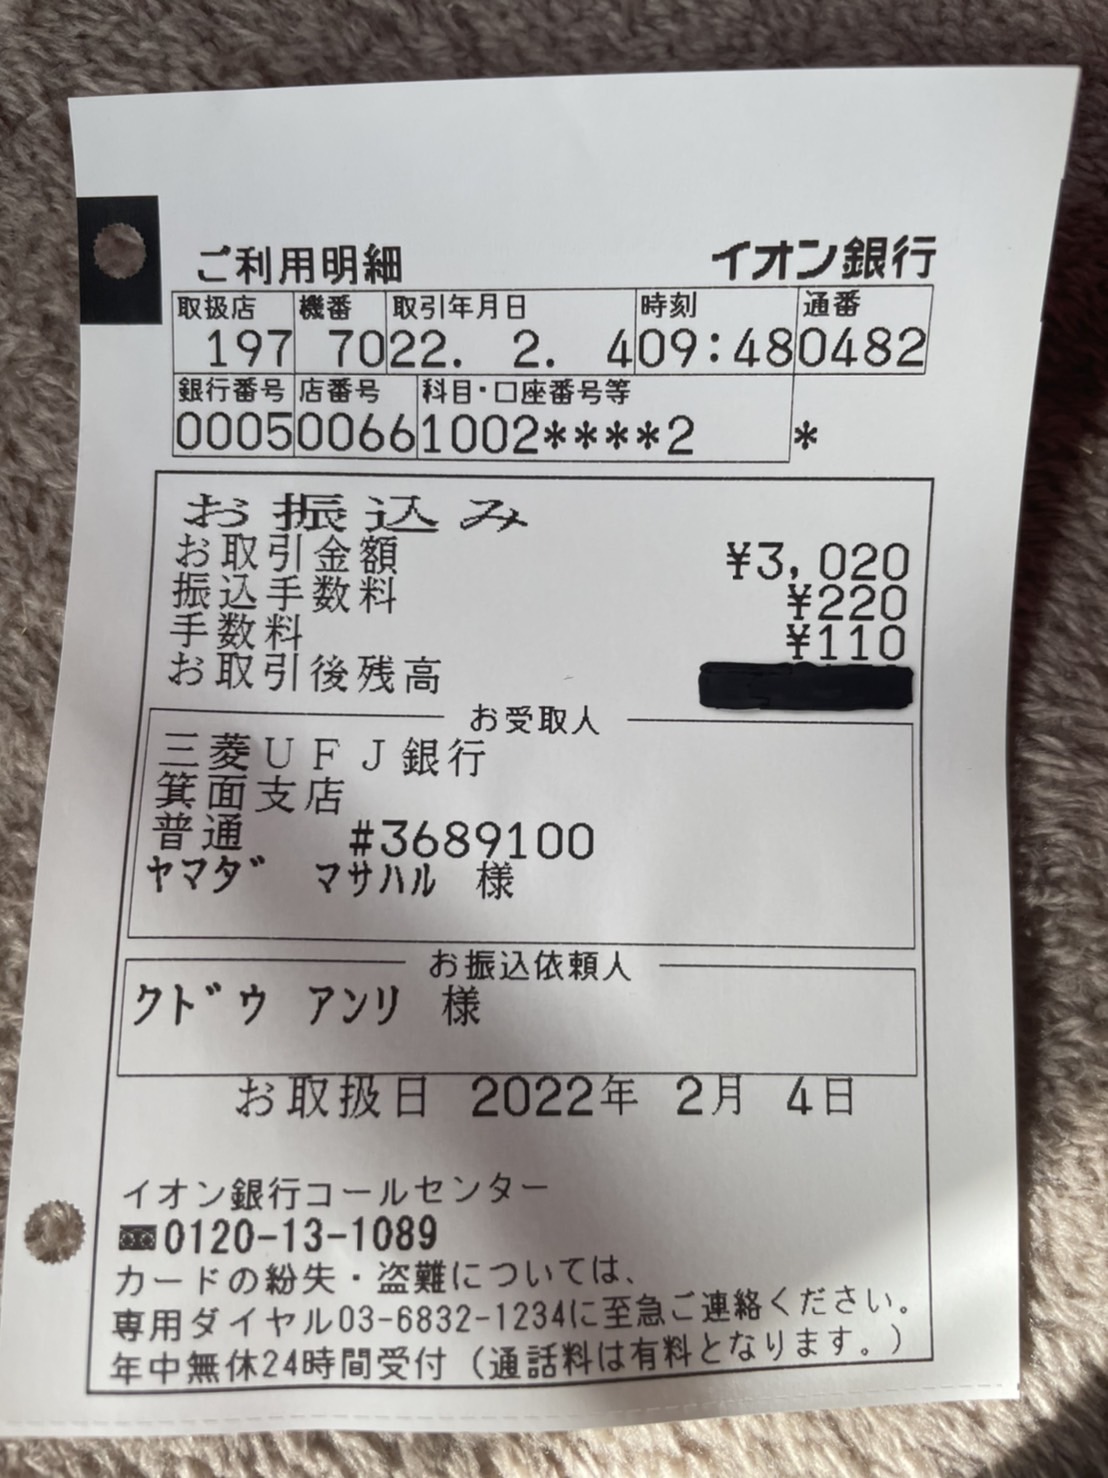 ご利用明細 イオン銀行
取扱店 機番 取引年月日 時刻 通番
197 70 22. 2. 4 09:48 0482
銀行番号 店番号 科目・口座番号等
0005 0066 1002****2 *
お振込み
お取引金額 ¥3,020
振込手数料 ¥220
手数料 ¥110
お取引後残高
お受取人
三菱UFJ銀行
箕面支店
普通 #3689100
ヤマダ マサハル 様
お振込依頼人
クドウ アンリ 様
お取扱日 2022年 2月 4日
イオン銀行コールセンター
0120-13-1089
カードの紛失・盗難については、
専用ダイヤル03-6832-1234に至急ご連絡ください。
年中無休24時間受付(通話料は有料となります。)